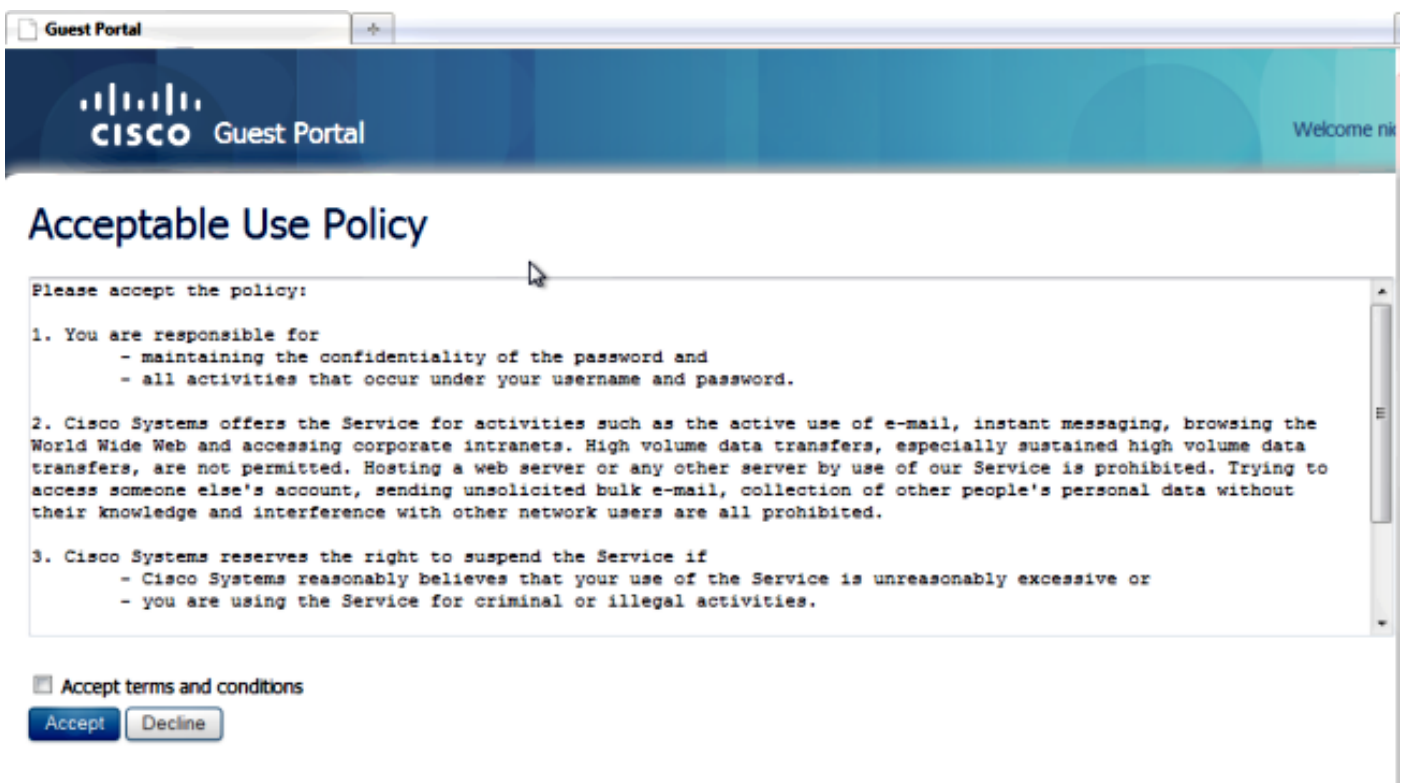 Guest Portal
CISCO Guest Portal
Welcome
Acceptable Use Policy
Please accept the policy:
1. You are responsible for
- maintaining the confidentiality of the password and
- all activities that occur under your username and password.
2. Cisco Systems offers the Service for activities such as the active use of e-mail, instant messaging, browsing the
World Wide Web and accessing corporate intranets. High volume data transfers, especially sustained high volume data
transfers, are not permitted. Hosting a web server or any other server by use of our Service is prohibited. Trying to
access someone else's account, sending unsolicited bulk e-mail, collection of other people's personal data without
their knowledge and interference with other network users are all prohibited.
3. Cisco Systems reserves the right to suspend the Service if
- Cisco Systems reasonably believes that your use of the Service is unreasonably excessive or
- you are using the Service for criminal or illegal activities.
Accept terms and conditions
Accept Decline